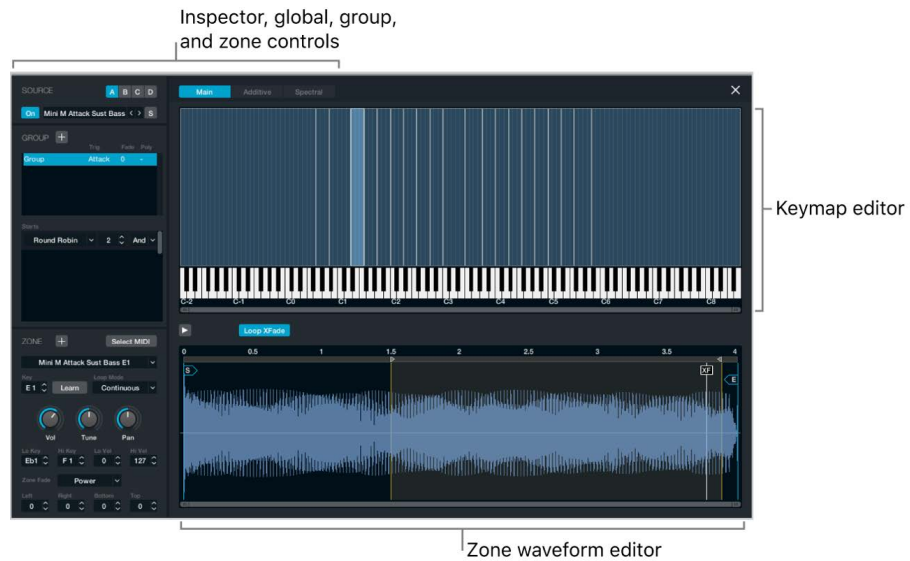 Inspector, global, group,
and zone controls
SOURCE A B C D
On Mini M Attack Sust Bass < > S
GROUP +
Trig Fade Poly
Group Attack 0 -
Starts
Round Robin 2 And
ZONE + Select MIDI
Mini M Attack Sust Bass E1
Key Loop Mode
E 1 Learn Continuous
Vol Tune Pan
Lo Key Hi Key Lo Vel Hi Vel
Eb1 F 1 0 127
Zone Fade Power
Left Right Bottom Top
0 0 0 0
Main Additive Spectral
C-2 C-1 C0 C1 C2 C3 C4 C5 C6 C7 C8
Keymap editor
Loop XFade
0 0.5 1 1.5 2 2.5 3 3.5 4
S XF E
Zone waveform editor